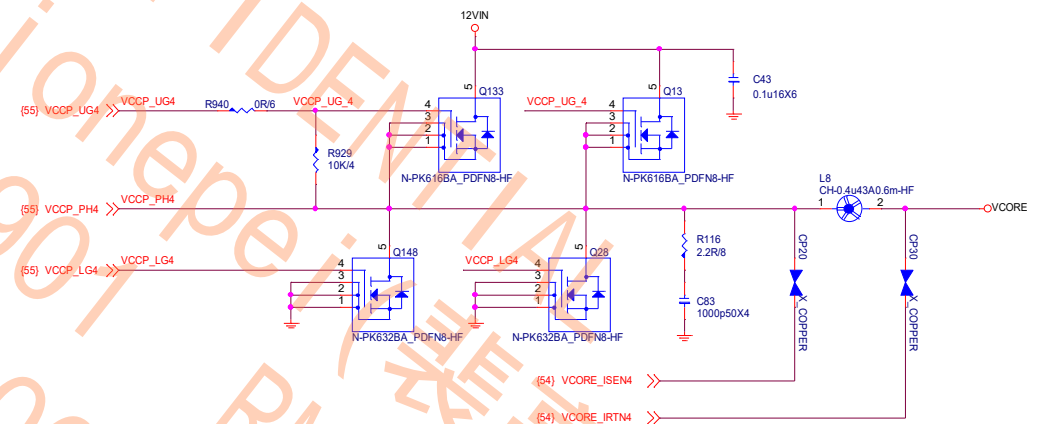 12VIN
5
Q133
5
Q13
C43
0.1u16X6
{55} VCCP_UG4
VCCP_UG4
R940
0R/6
VCCP_UG_4
4
3
2
1
VCCP_UG_4
4
3
2
1
R929
10K/4
N-PK616BA_PDFN8-HF
N-PK616BA_PDFN8-HF
L8
CH-0.4u43A0.6m-HF
{55} VCCP_PH4
VCCP_PH4
1
2
VCORE
5
Q148
5
Q28
R116
2.2R/8
CP20
CP30
{55} VCCP_LG4
VCCP_LG4
4
3
2
1
VCCP_LG4
4
3
2
1
C83
1000p50X4
X_COPPER
X_COPPER
N-PK632BA_PDFN8-HF
N-PK632BA_PDFN8-HF
{54} VCORE_ISEN4
{54} VCORE_IRTN4